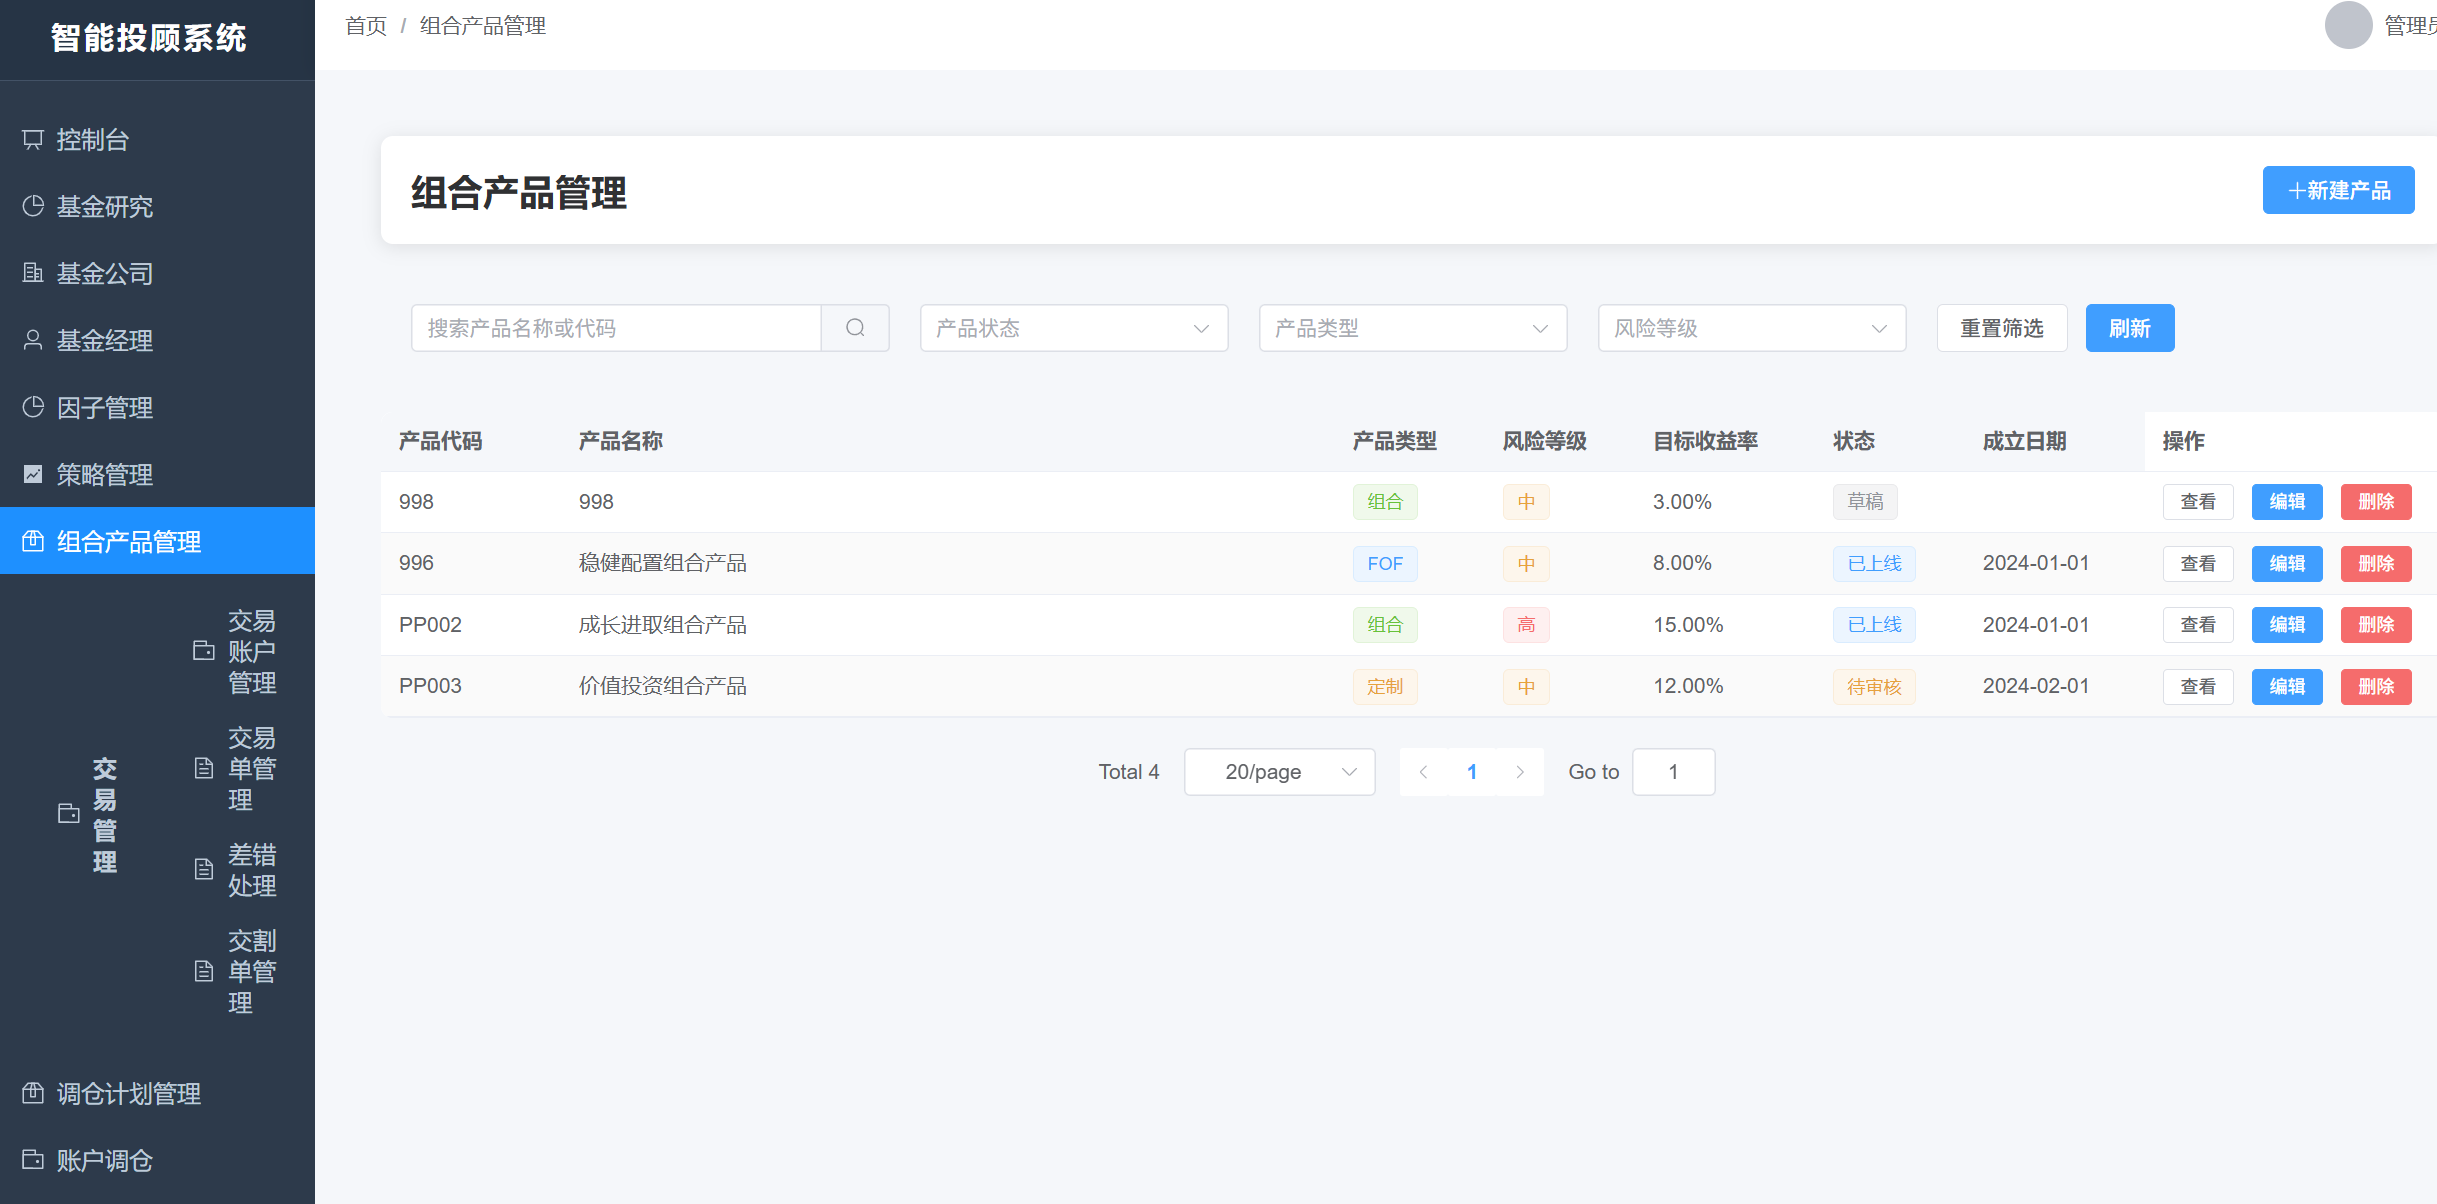 智能投顾系统
首页 / 组合产品管理
管理员
控制台
基金研究
基金公司
基金经理
因子管理
策略管理
组合产品管理
交易管理
交易账户管理
交易单管理
差错处理
交割单管理
调仓计划管理
账户调仓
组合产品管理
新建产品
搜索产品名称或代码 产品状态 产品类型 风险等级 重置筛选 刷新
产品代码 产品名称 产品类型 风险等级 目标收益率 状态 成立日期 操作
998 998 组合 中 3.00% 草稿 查看 编辑 删除
996 稳健配置组合产品 FOF 中 8.00% 已上线 2024-01-01 查看 编辑 删除
PP002 成长进取组合产品 组合 高 15.00% 已上线 2024-01-01 查看 编辑 删除
PP003 价值投资组合产品 定制 中 12.00% 待审核 2024-02-01 查看 编辑 删除
Total 4 20/page 1 Go to 1